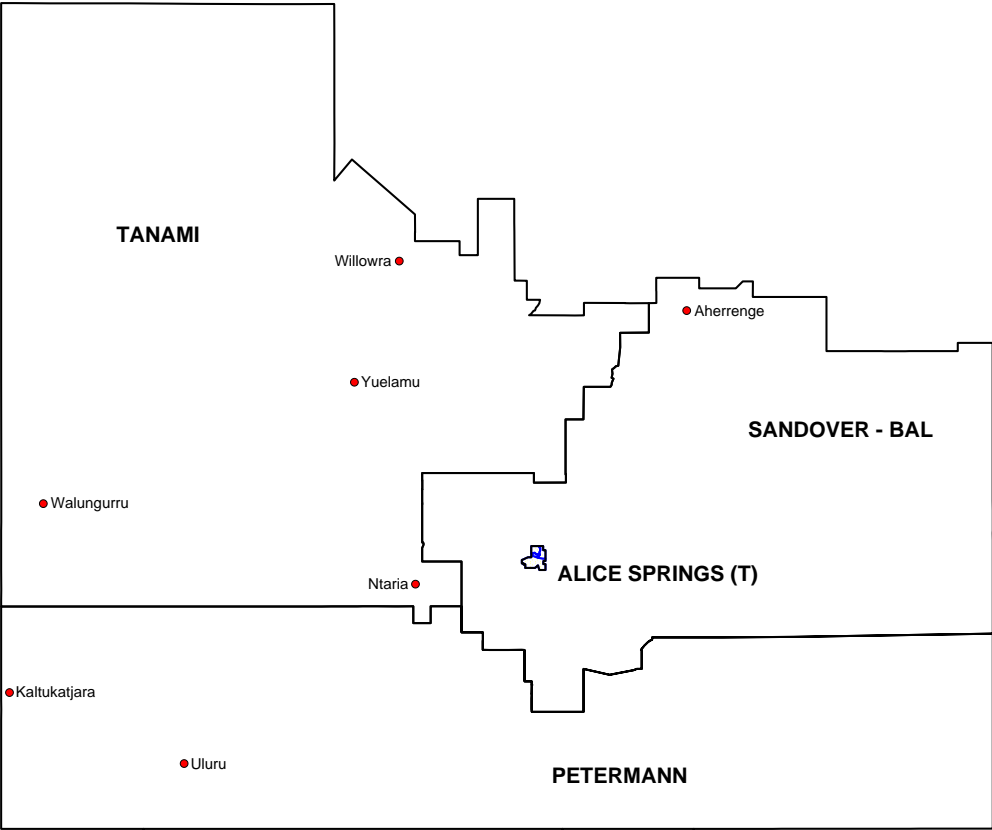 TANAMI
Willowra
Aherrenge
Yuelamu
SANDOVER - BAL
Walungurru
ALICE SPRINGS (T)
Ntaria
Kaltukatjara
Uluru
PETERMANN